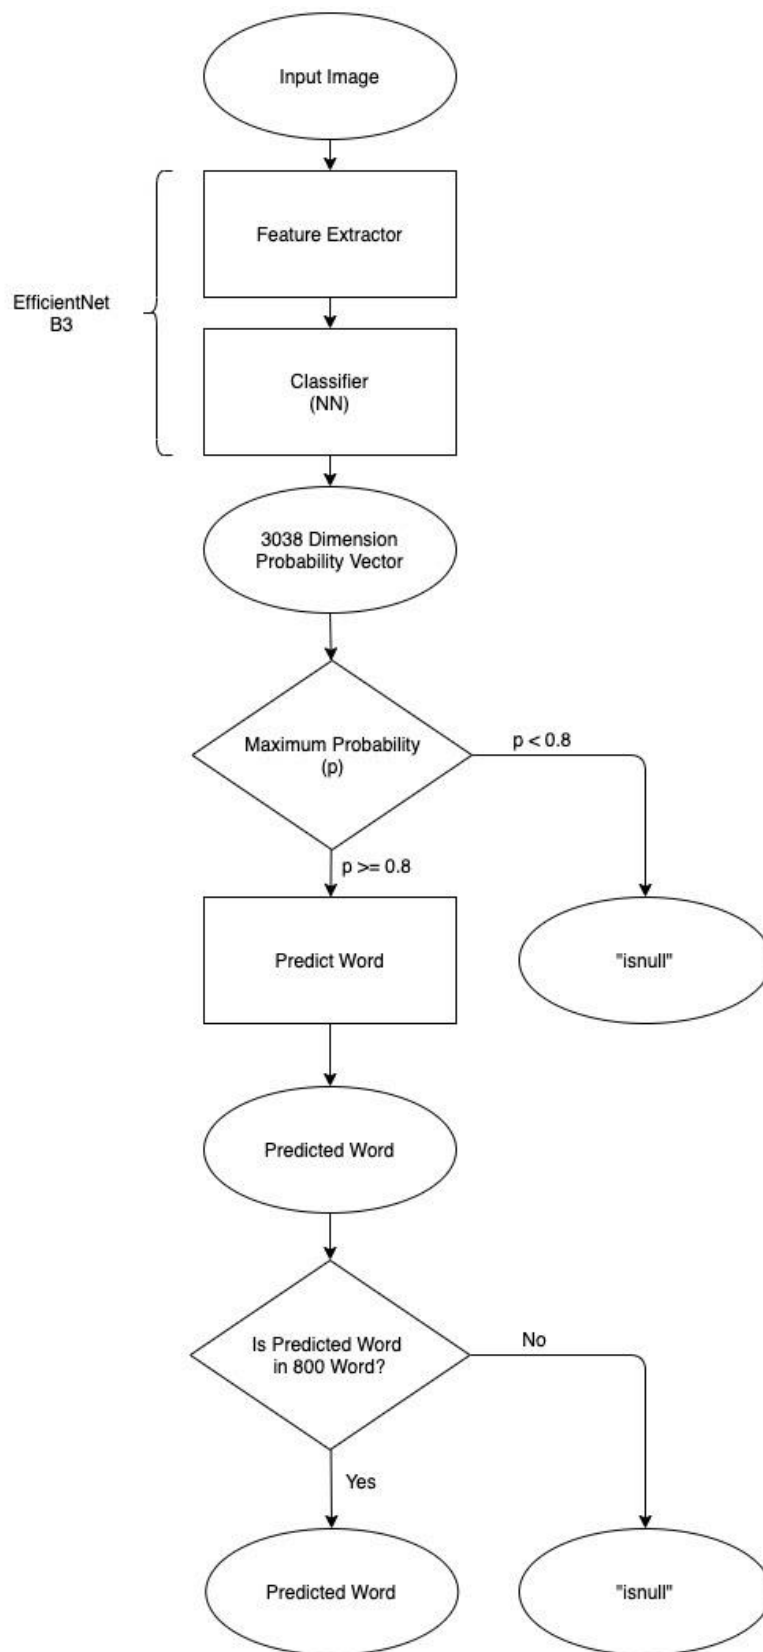 Input Image
Feature Extractor
EfficientNet
B3
Classifier
(NN)
3038 Dimension
Probability Vector
Maximum Probability
(p)
p < 0.8
p >= 0.8
Predict Word
"isnull"
Predicted Word
Is Predicted Word
in 800 Word?
No
Yes
Predicted Word
"isnull"